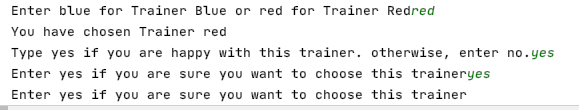 Enter blue for Trainer Blue or red for Trainer Redred
You have chosen Trainer red
Type yes if you are happy with this trainer. otherwise, enter no.yes
Enter yes if you are sure you want to choose this traineryes
Enter yes if you are sure you want to choose this trainer